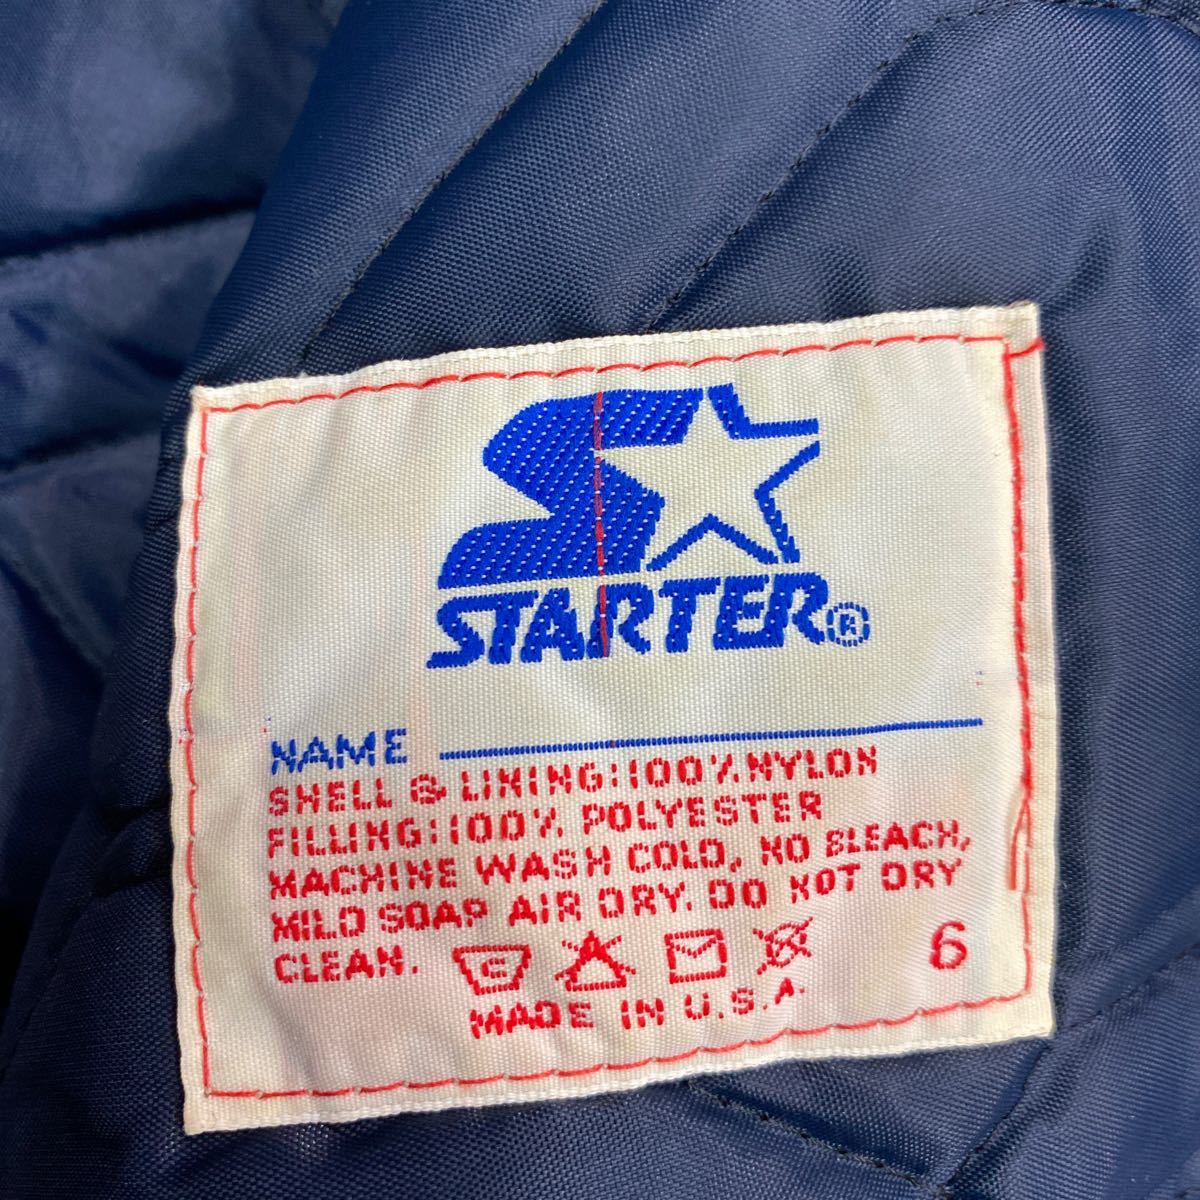 STARTER®
NAME
SHELL & LINING:100% NYLON
FILLING:100% POLYESTER
MACHINE WASH COLD, NO BLEACH,
MILD SOAP AIR DRY. DO NOT DRY
CLEAN.
6
MADE IN U.S.A.